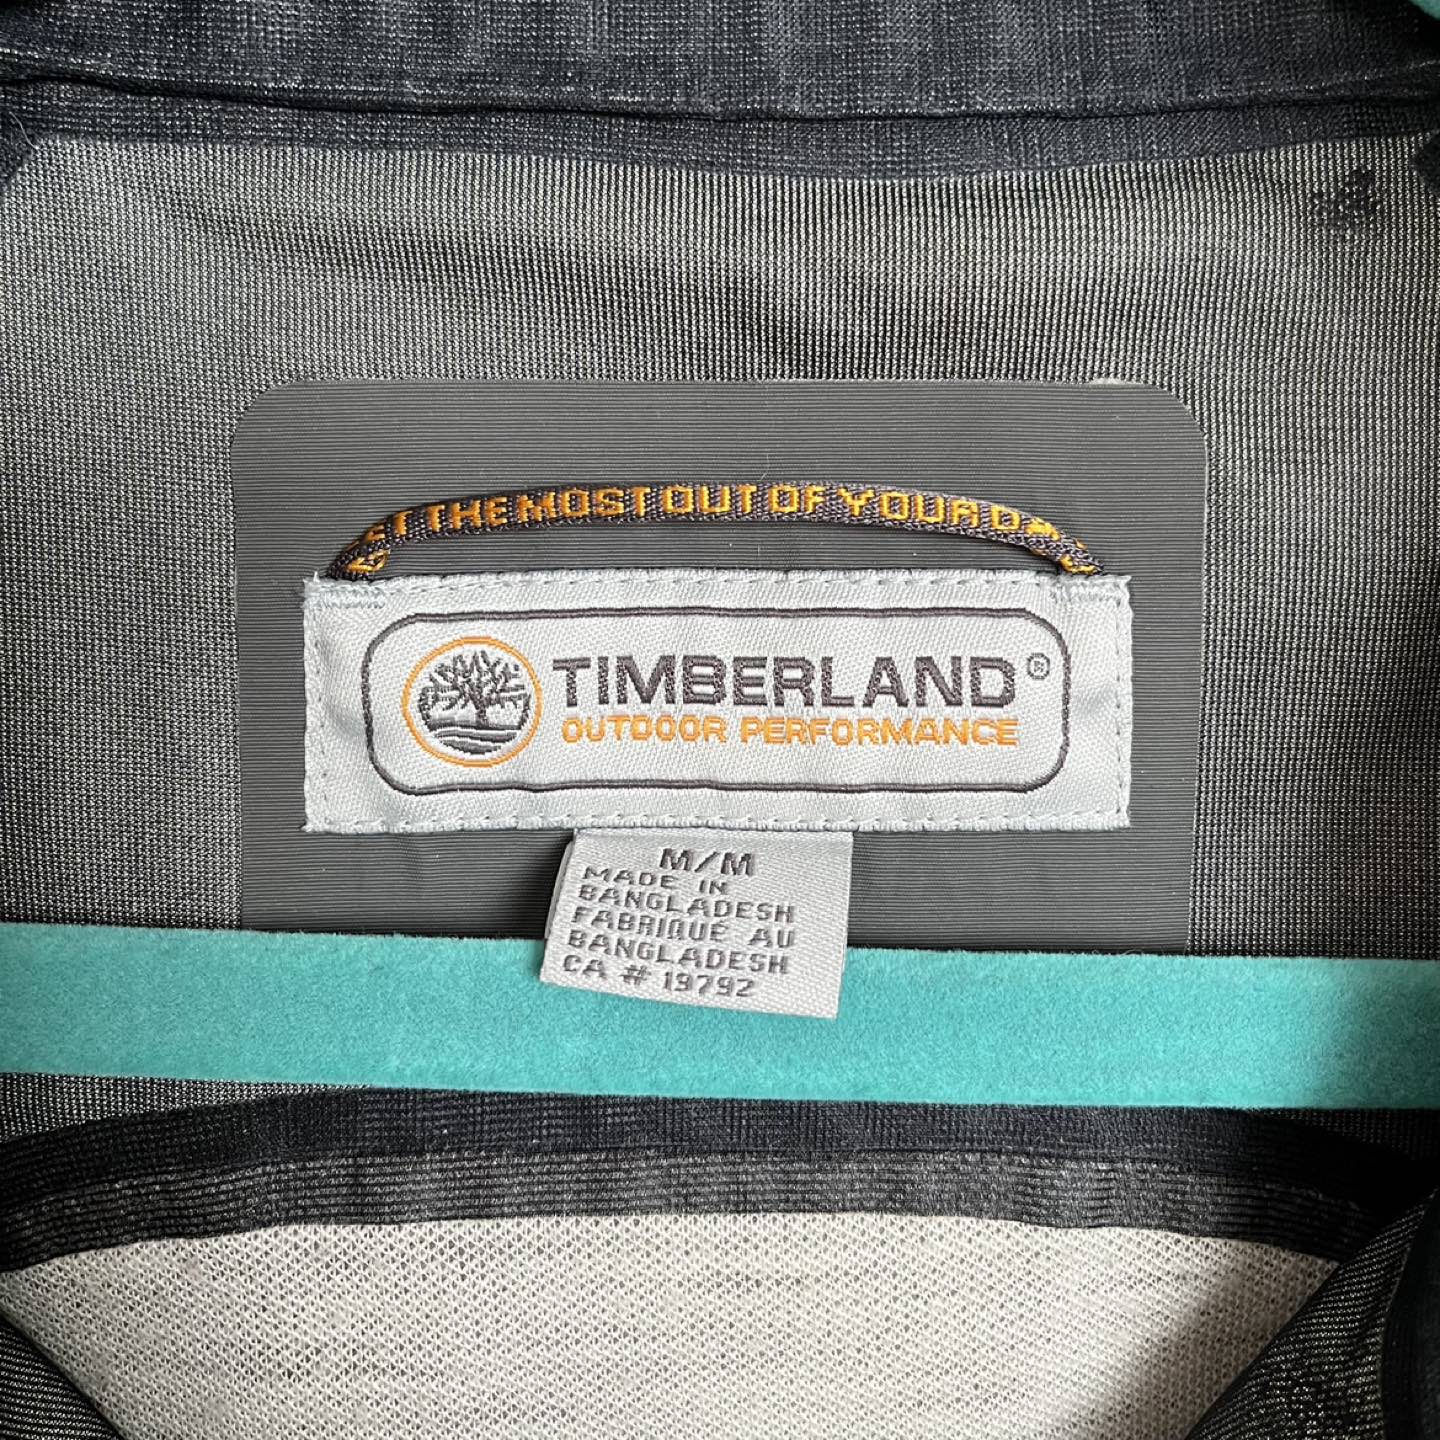 THE MOST OUT OF YOUR
TIMBERLAND®
OUTDOOR PERFORMANCE
M/M
MADE IN
BANGLADESH
FABRIQUÉ AU
BANGLADESH
CA # 19792